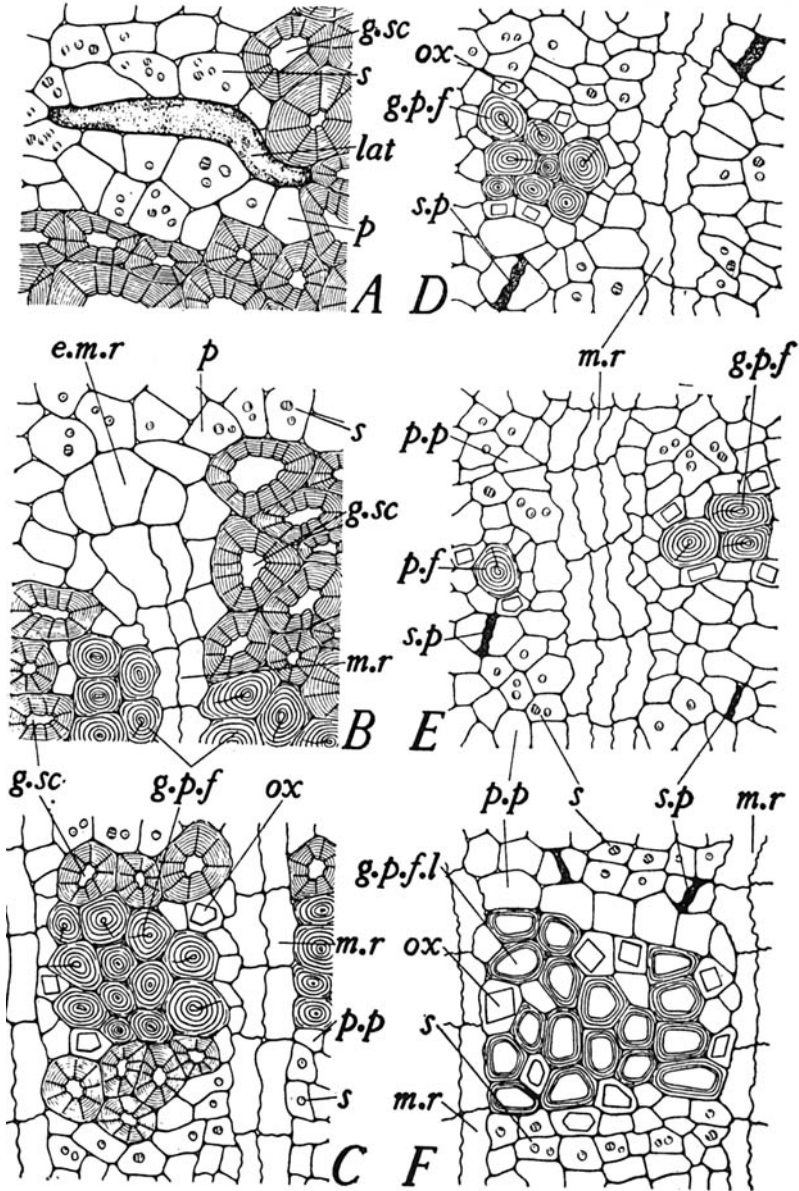 g.sc
s
lat
p
A
ox
g.p.f
s.p
D
e.m.r
p
s
g.sc
m.r
B
m.r
g.p.f
p.p
p.f
s.p
E
g.sc.
g.p.f
ox
m.r
p.p
s
C
p.p
s
s.p
m.r
g.p.f.l
ox
s
m.r
F